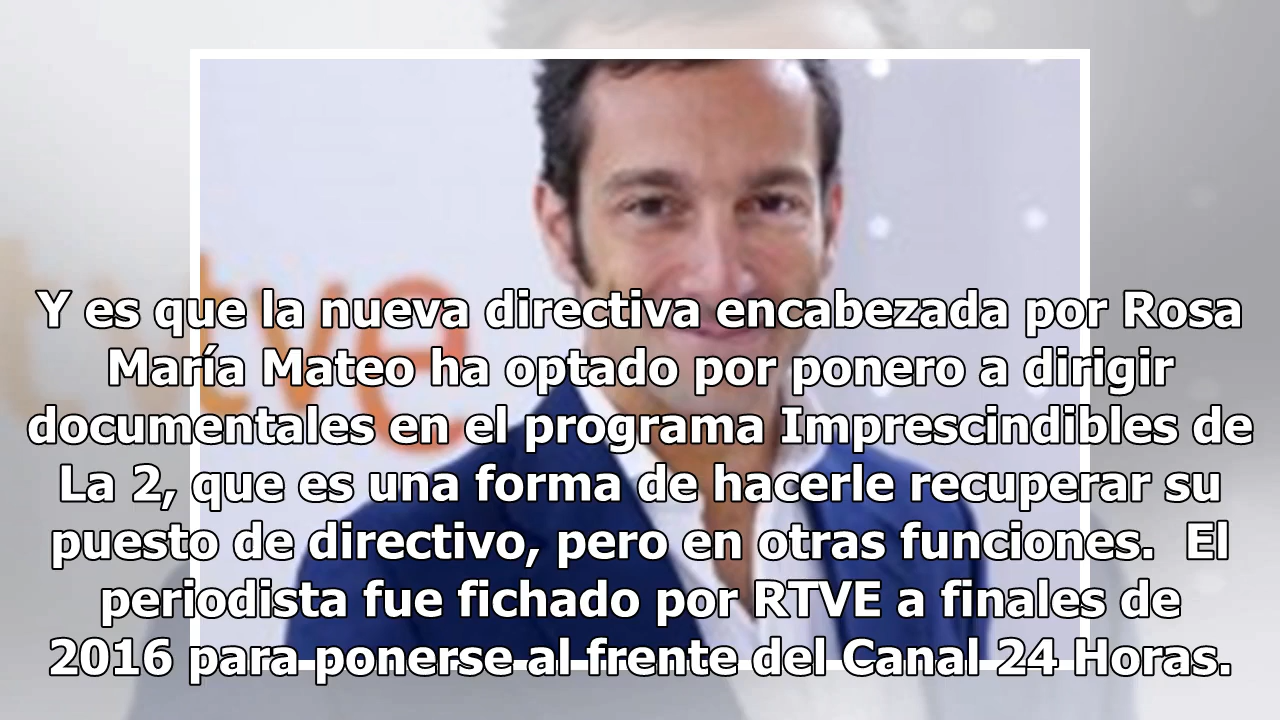 rtve
Y es que la nueva directiva encabezada por Rosa
María Mateo ha optado por ponero a dirigir
documentales en el programa Imprescindibles de
La 2, que es una forma de hacerle recuperar su
puesto de directivo, pero en otras funciones.  El
periodista fue fichado por RTVE a finales de
2016 para ponerse al frente del Canal 24 Horas.